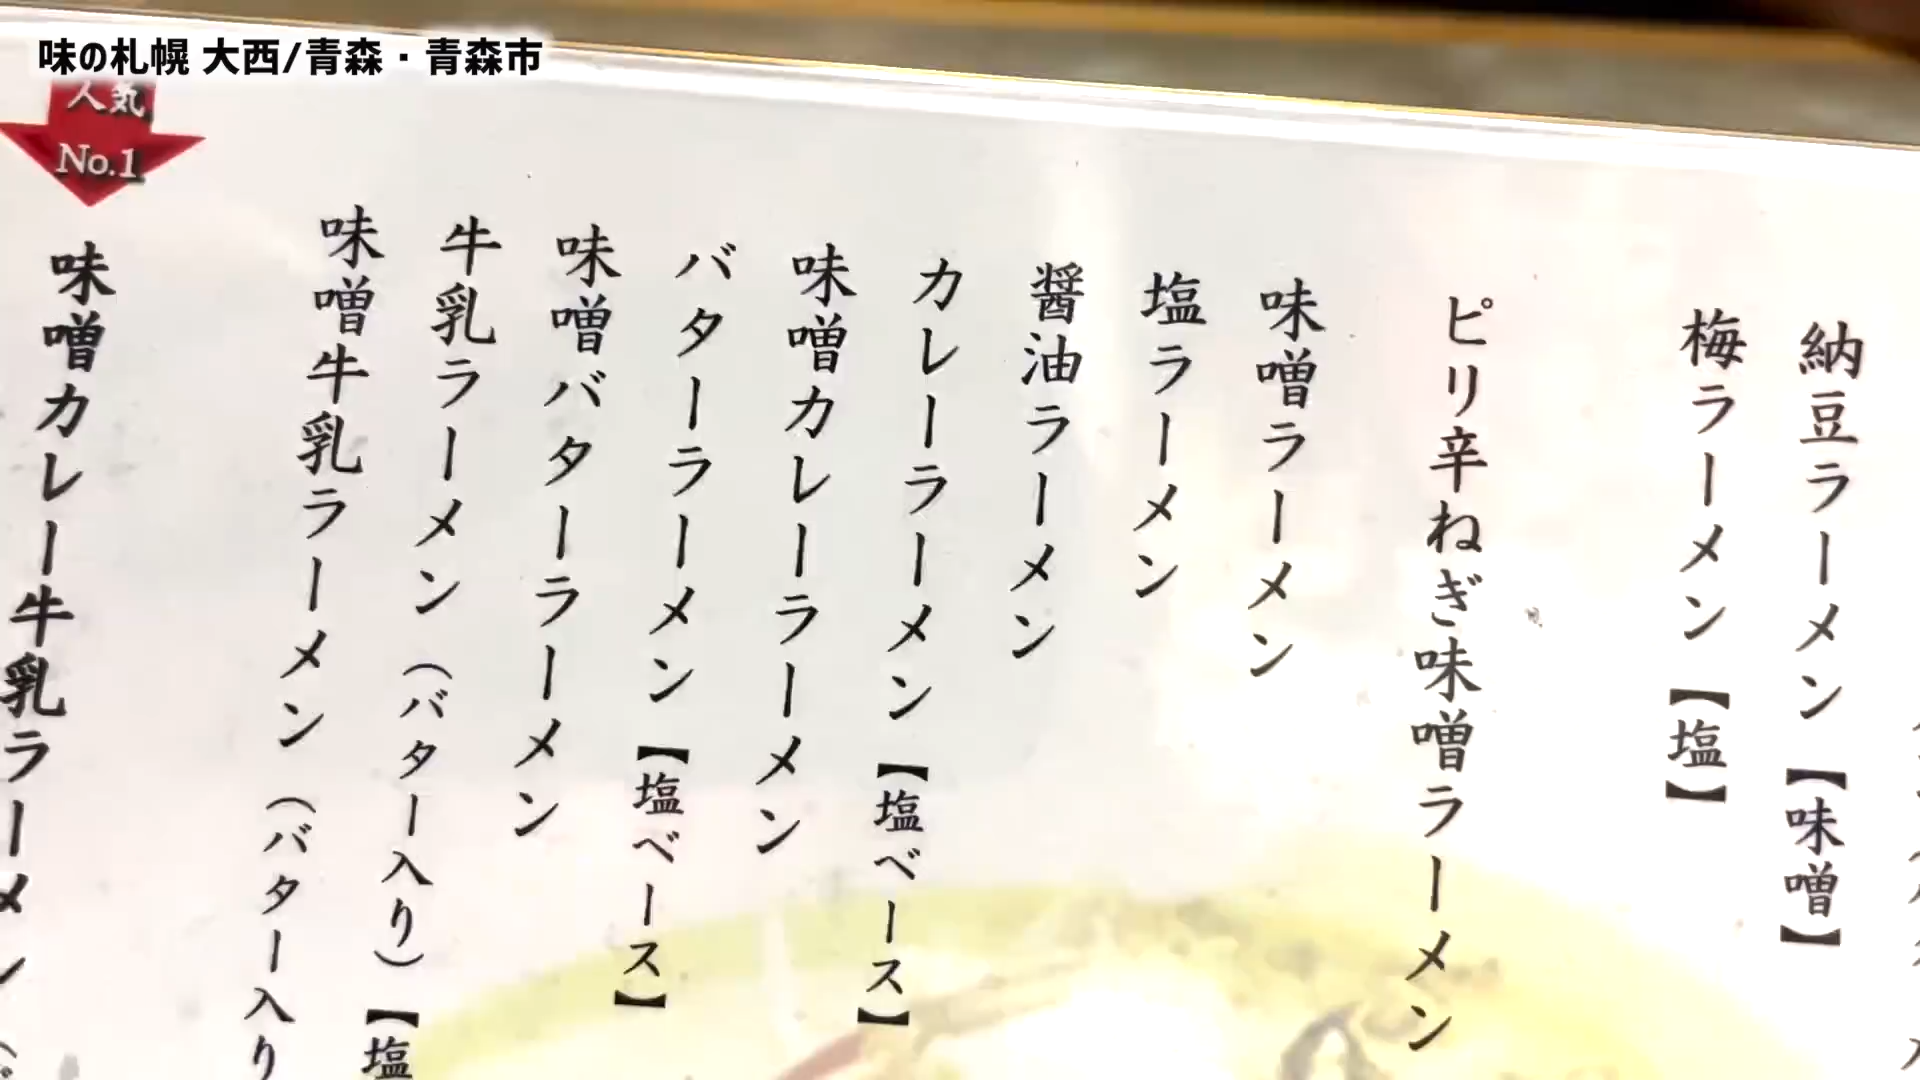 味の札幌 大西/青森・青森市
納豆ラーメン【味噌】
梅ラーメン【塩】
ピリ辛ねぎ味噌ラーメン
味噌ラーメン
塩ラーメン
醤油ラーメン
カレーラーメン【塩ベース】
味噌カレーラーメン
バターラーメン【塩ベース】
味噌バターラーメン
牛乳ラーメン（バター入り）【塩
味噌牛乳ラーメン（バター入り
人気
No.1
味噌カレー牛乳ラーメン（